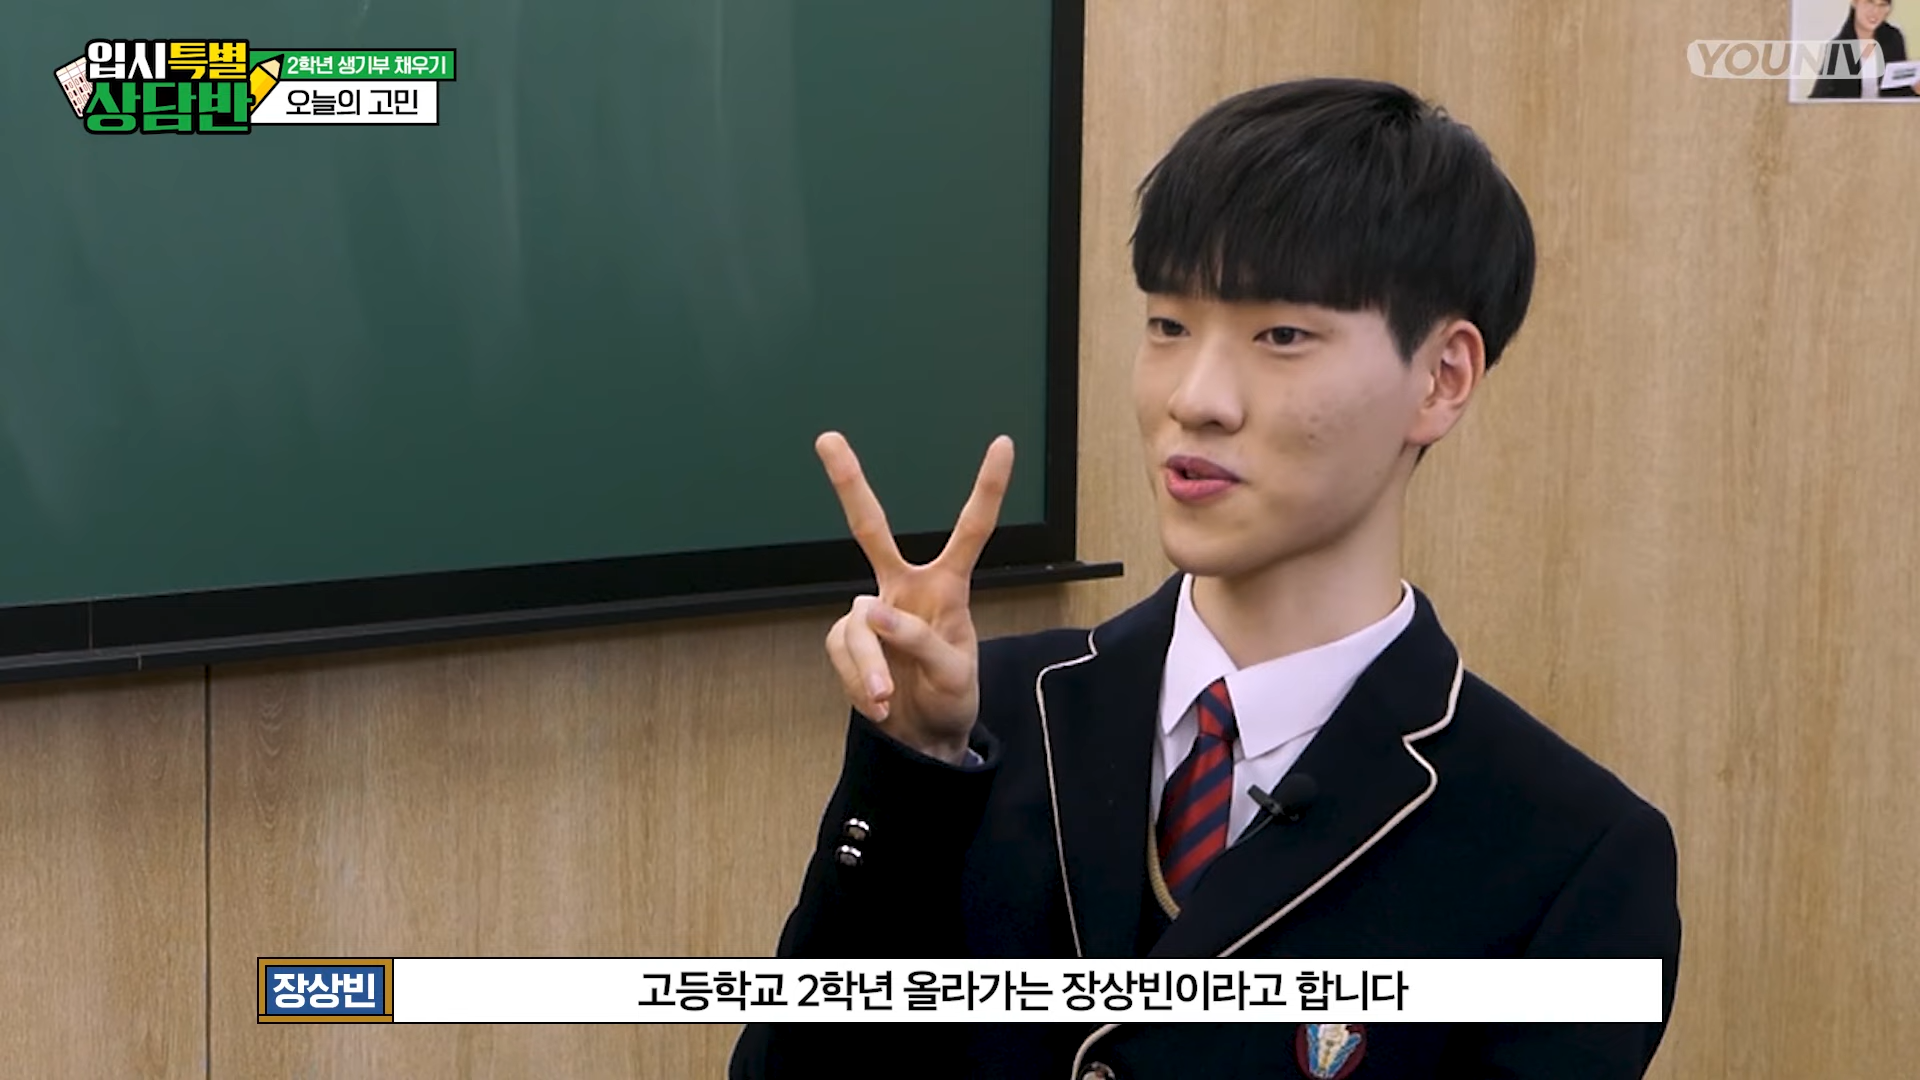 입시특별
상담반
2학년 생기부 채우기
오늘의 고민
YOUNIV
장상빈
고등학교 2학년 올라가는 장상빈이라고 합니다